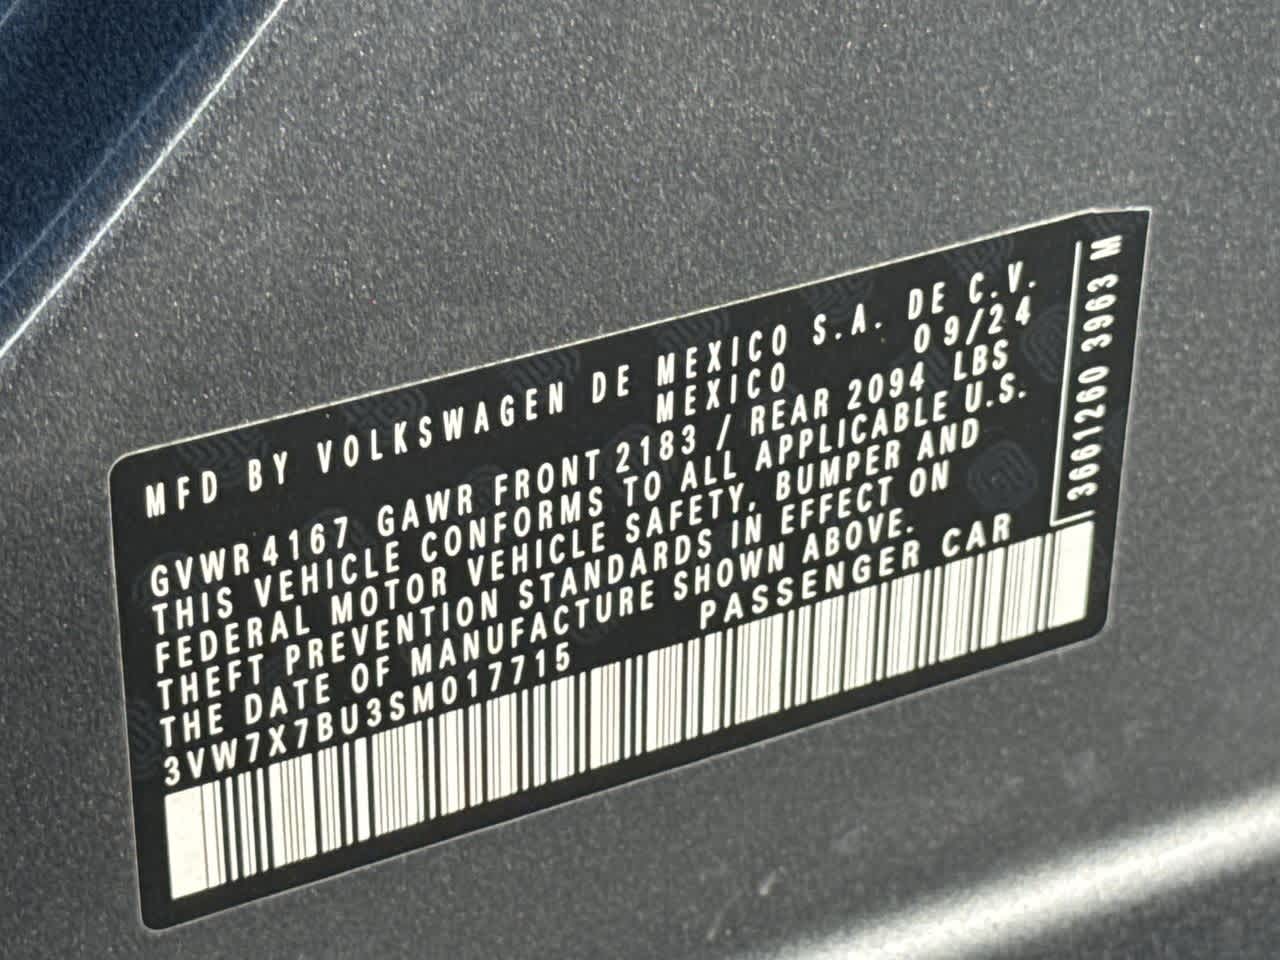 MFD BY VOLKSWAGEN DE MEXICO S.A. DE C.V.
MEXICO 09/24
GVWR 4167 GAWR FRONT 2183 / REAR 2094 LBS
THIS VEHICLE CONFORMS TO ALL APPLICABLE U.S.
FEDERAL MOTOR VEHICLE SAFETY, BUMPER AND
THEFT PREVENTION STANDARDS IN EFFECT ON
THE DATE OF MANUFACTURE SHOWN ABOVE.
3VW7X7BU3SM017715 PASSENGER CAR
3661260 3963 M